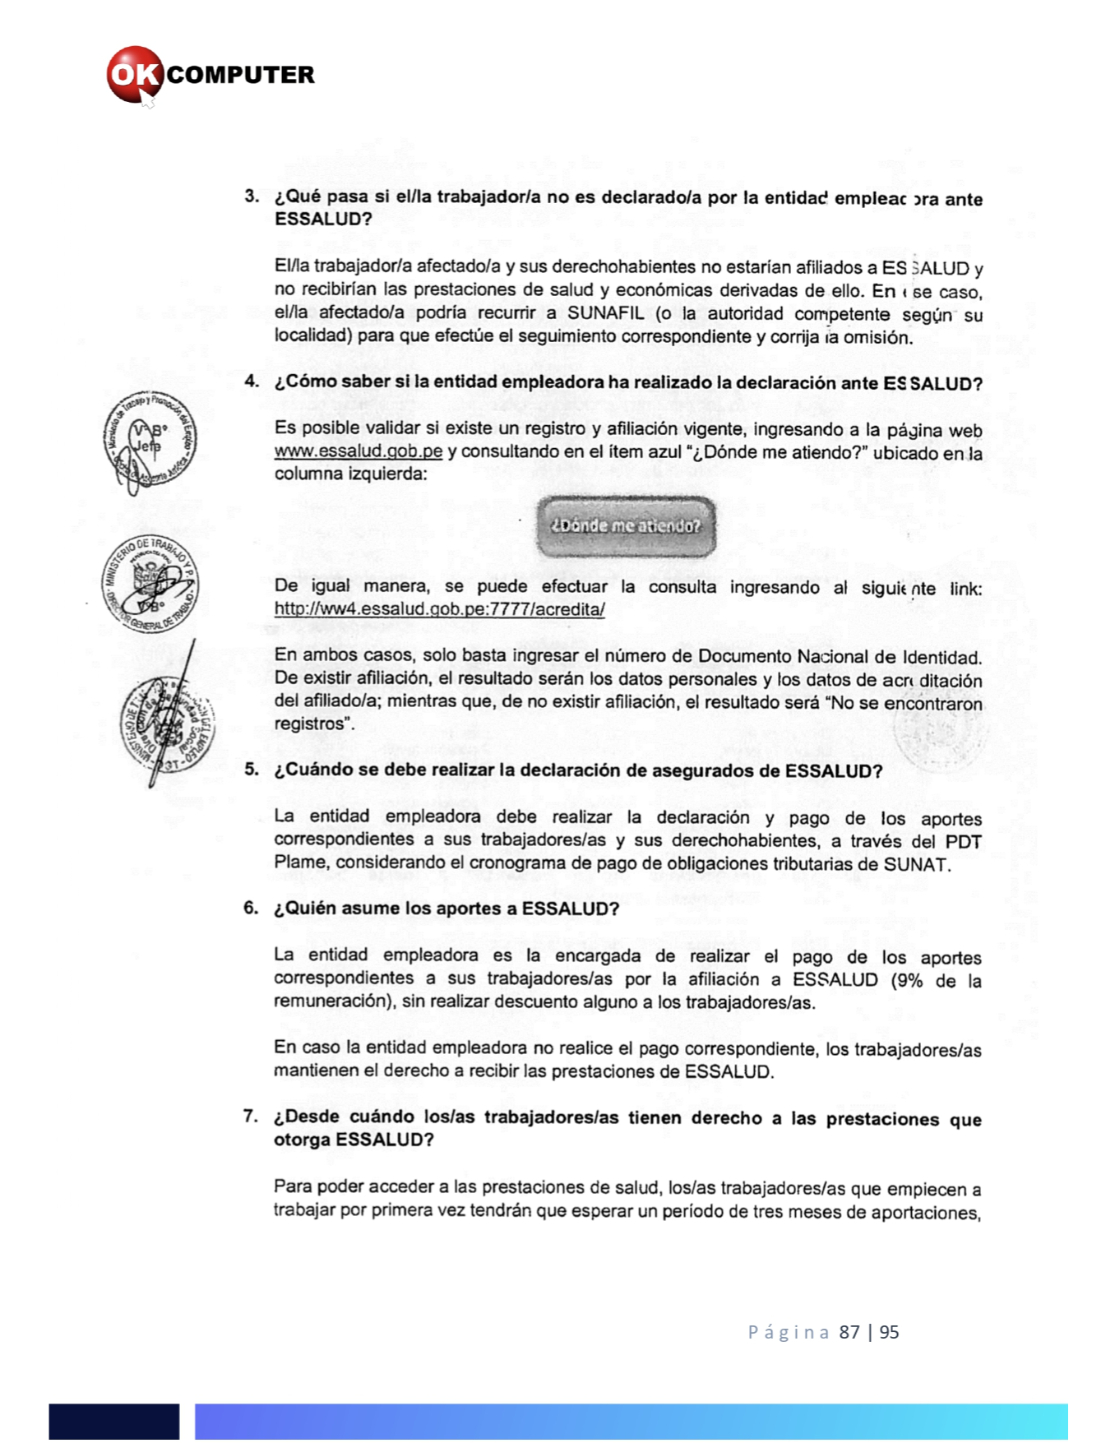 OK COMPUTER
3. ¿Qué pasa si el/la trabajador/a no es declarado/a por la entidad empleadora ante
ESSALUD?
El/la trabajador/a afectado/a y sus derechohabientes no estarían afiliados a ESSALUD y
no recibirían las prestaciones de salud y económicas derivadas de ello. En ese caso,
el/la afectado/a podría recurrir a SUNAFIL (o la autoridad competente según su
localidad) para que efectúe el seguimiento correspondiente y corrija la omisión.
4. ¿Cómo saber si la entidad empleadora ha realizado la declaración ante ESSALUD?
Es posible validar si existe un registro y afiliación vigente, ingresando a la página web
www.essalud.gob.pe y consultando en el ítem azul "¿Dónde me atiendo?" ubicado en la
columna izquierda:
¿Dónde me atiendo?
De igual manera, se puede efectuar la consulta ingresando al siguiente link:
http://ww4.essalud.gob.pe:7777/acredita/
En ambos casos, solo basta ingresar el número de Documento Nacional de Identidad.
De existir afiliación, el resultado serán los datos personales y los datos de acreditación
del afiliado/a; mientras que, de no existir afiliación, el resultado será "No se encontraron
registros".
5. ¿Cuándo se debe realizar la declaración de asegurados de ESSALUD?
La entidad empleadora debe realizar la declaración y pago de los aportes
correspondientes a sus trabajadores/as y sus derechohabientes, a través del PDT
Plame, considerando el cronograma de pago de obligaciones tributarias de SUNAT.
6. ¿Quién asume los aportes a ESSALUD?
La entidad empleadora es la encargada de realizar el pago de los aportes
correspondientes a sus trabajadores/as por la afiliación a ESSALUD (9% de la
remuneración), sin realizar descuento alguno a los trabajadores/as.
En caso la entidad empleadora no realice el pago correspondiente, los trabajadores/as
mantienen el derecho a recibir las prestaciones de ESSALUD.
7. ¿Desde cuándo los/as trabajadores/as tienen derecho a las prestaciones que
otorga ESSALUD?
Para poder acceder a las prestaciones de salud, los/as trabajadores/as que empiecen a
trabajar por primera vez tendrán que esperar un período de tres meses de aportaciones,
Página 87 | 95